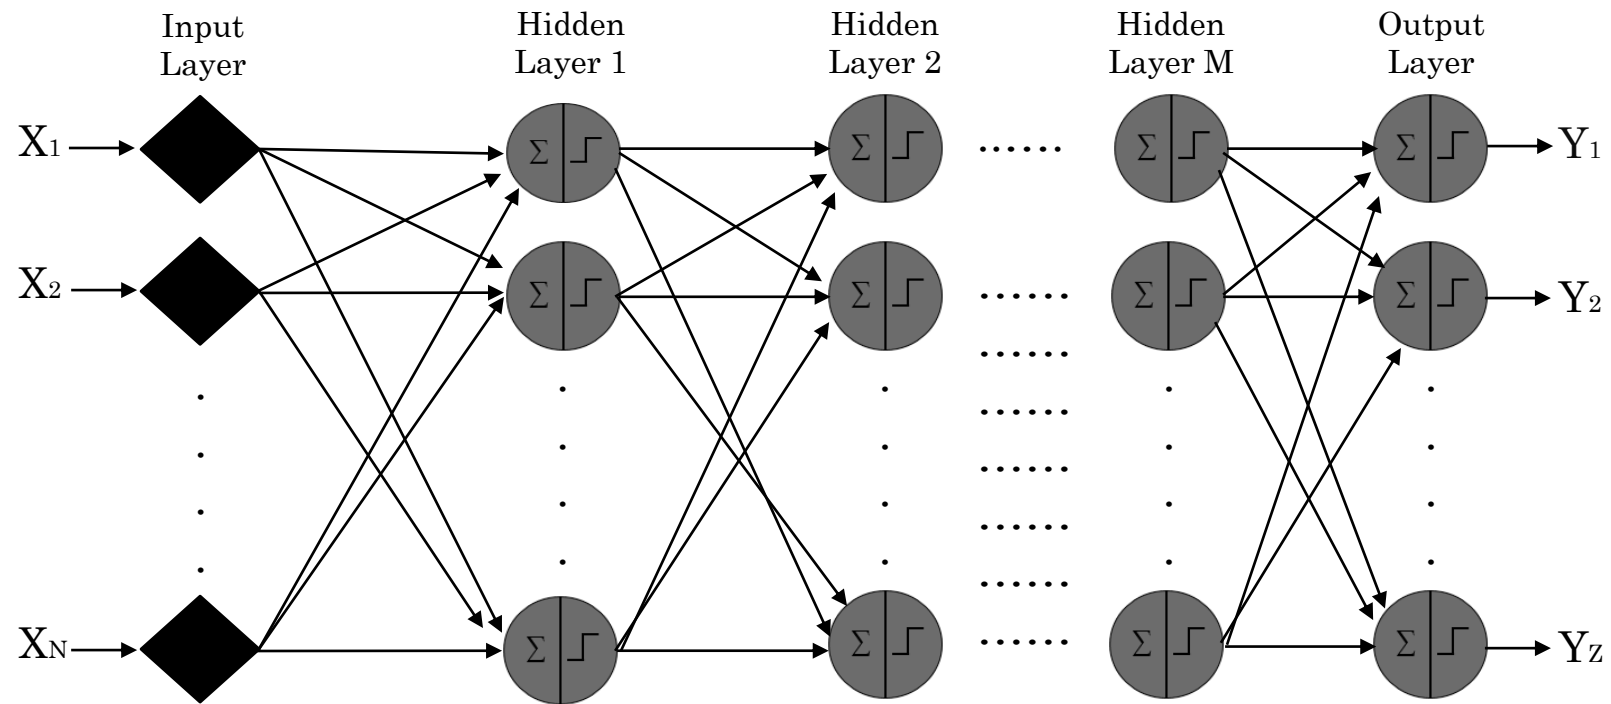 Input
Layer
Hidden
Layer 1
Hidden
Layer 2
Hidden
Layer M
Output
Layer
X1
Σ
Σ
......
Σ
Σ
Y1
X2
Σ
Σ
......
Σ
Σ
Y2
XN
Σ
Σ
......
Σ
Σ
YZ